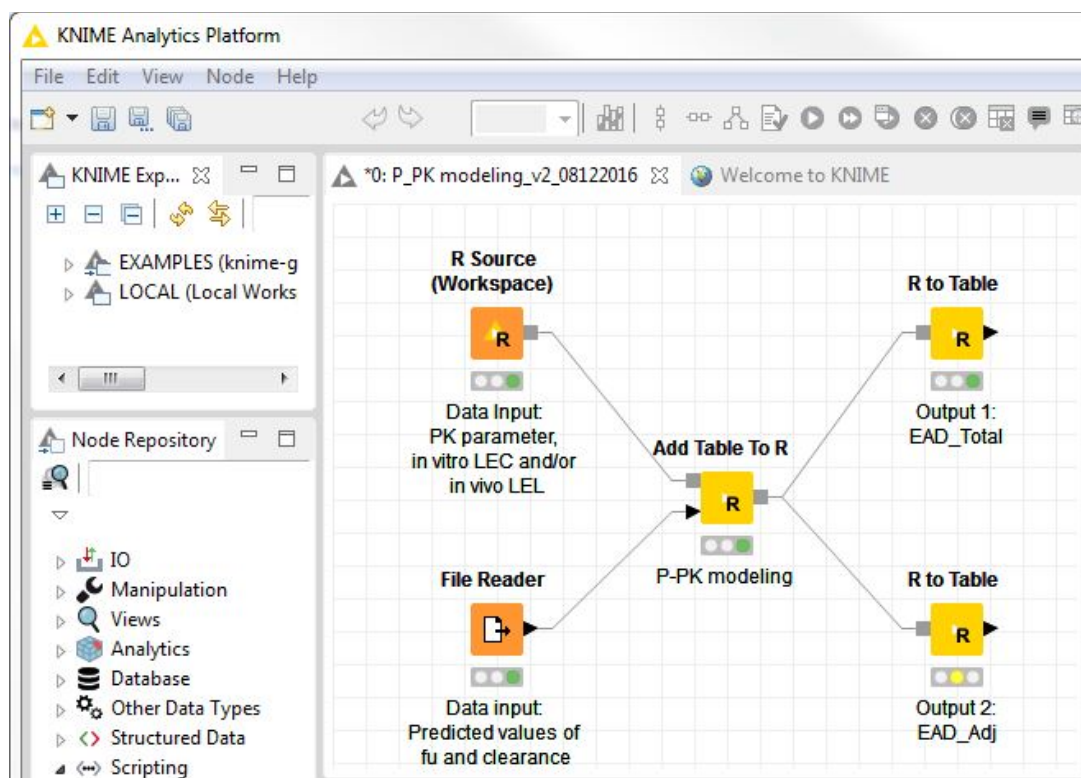 KNIME Analytics Platform
File Edit View Node Help
KNIME Exp...
*0: P_PK modeling_v2_08122016
Welcome to KNIME
EXAMPLES (knime-g
LOCAL (Local Works
Node Repository
IO
Manipulation
Views
Analytics
Database
Other Data Types
Structured Data
Scripting
R Source
(Workspace)
R
Data Input:
PK parameter,
in vitro LEC and/or
in vivo LEL
File Reader
Data input:
Predicted values of
fu and clearance
Add Table To R
R
P-PK modeling
R to Table
R
Output 1:
EAD_Total
R to Table
R
Output 2:
EAD_Adj